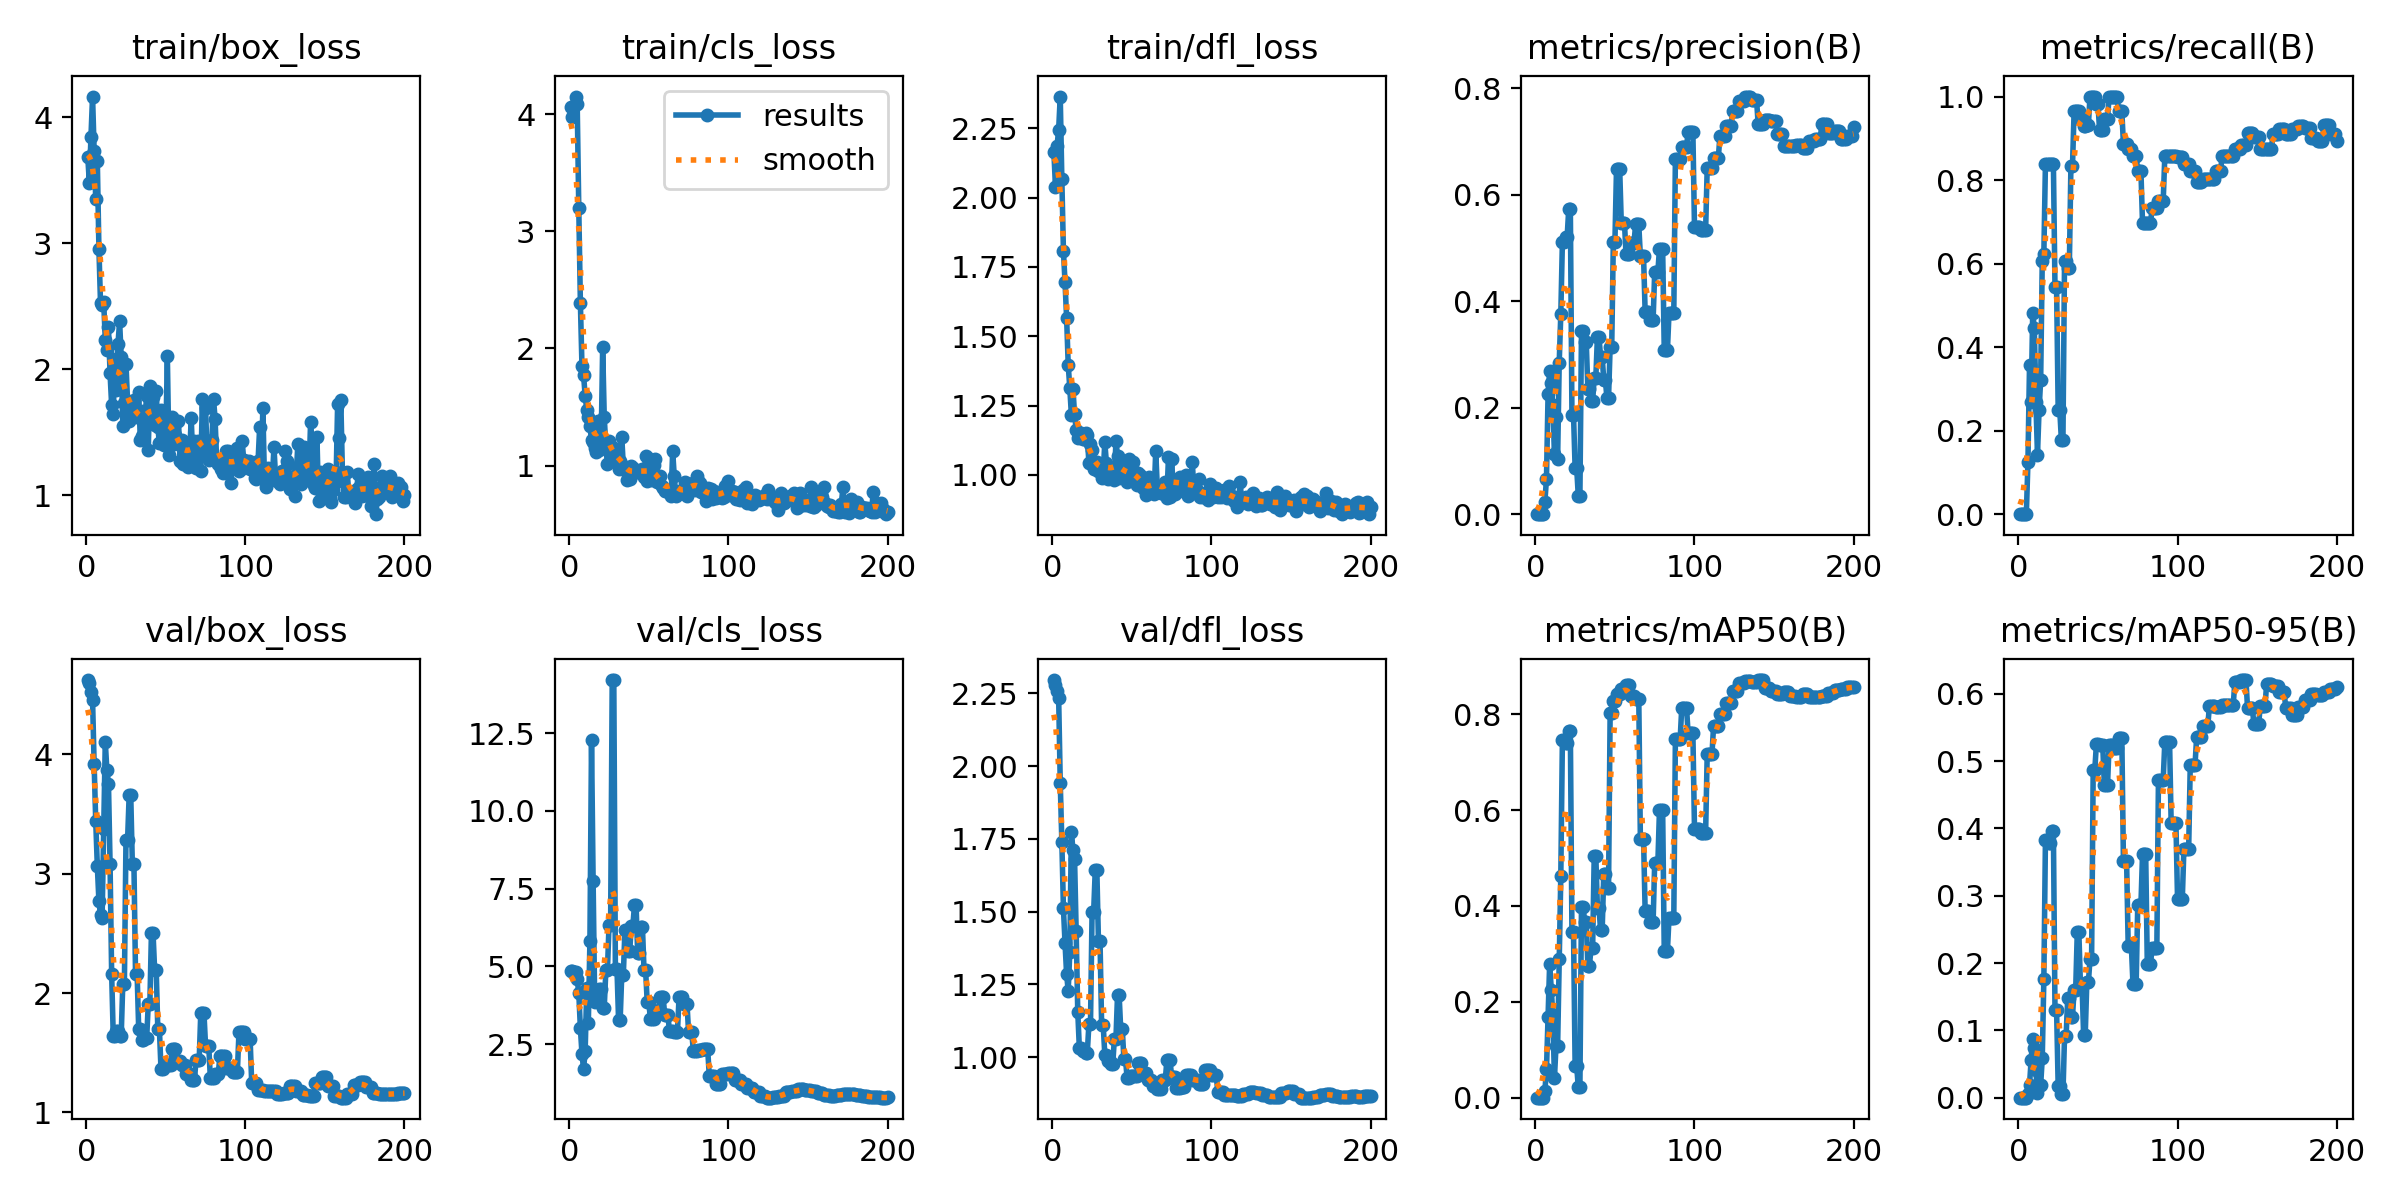 train/box_loss
4
3
2
1
0 100 200
train/cls_loss
results
smooth
4
3
2
1
0 100 200
train/dfl_loss
2.25
2.00
1.75
1.50
1.25
1.00
0 100 200
metrics/precision(B)
0.8
0.6
0.4
0.2
0.0
0 100 200
metrics/recall(B)
1.0
0.8
0.6
0.4
0.2
0.0
0 100 200
val/box_loss
4
3
2
1
0 100 200
val/cls_loss
12.5
10.0
7.5
5.0
2.5
0 100 200
val/dfl_loss
2.25
2.00
1.75
1.50
1.25
1.00
0 100 200
metrics/mAP50(B)
0.8
0.6
0.4
0.2
0.0
0 100 200
metrics/mAP50-95(B)
0.6
0.5
0.4
0.3
0.2
0.1
0.0
0 100 200